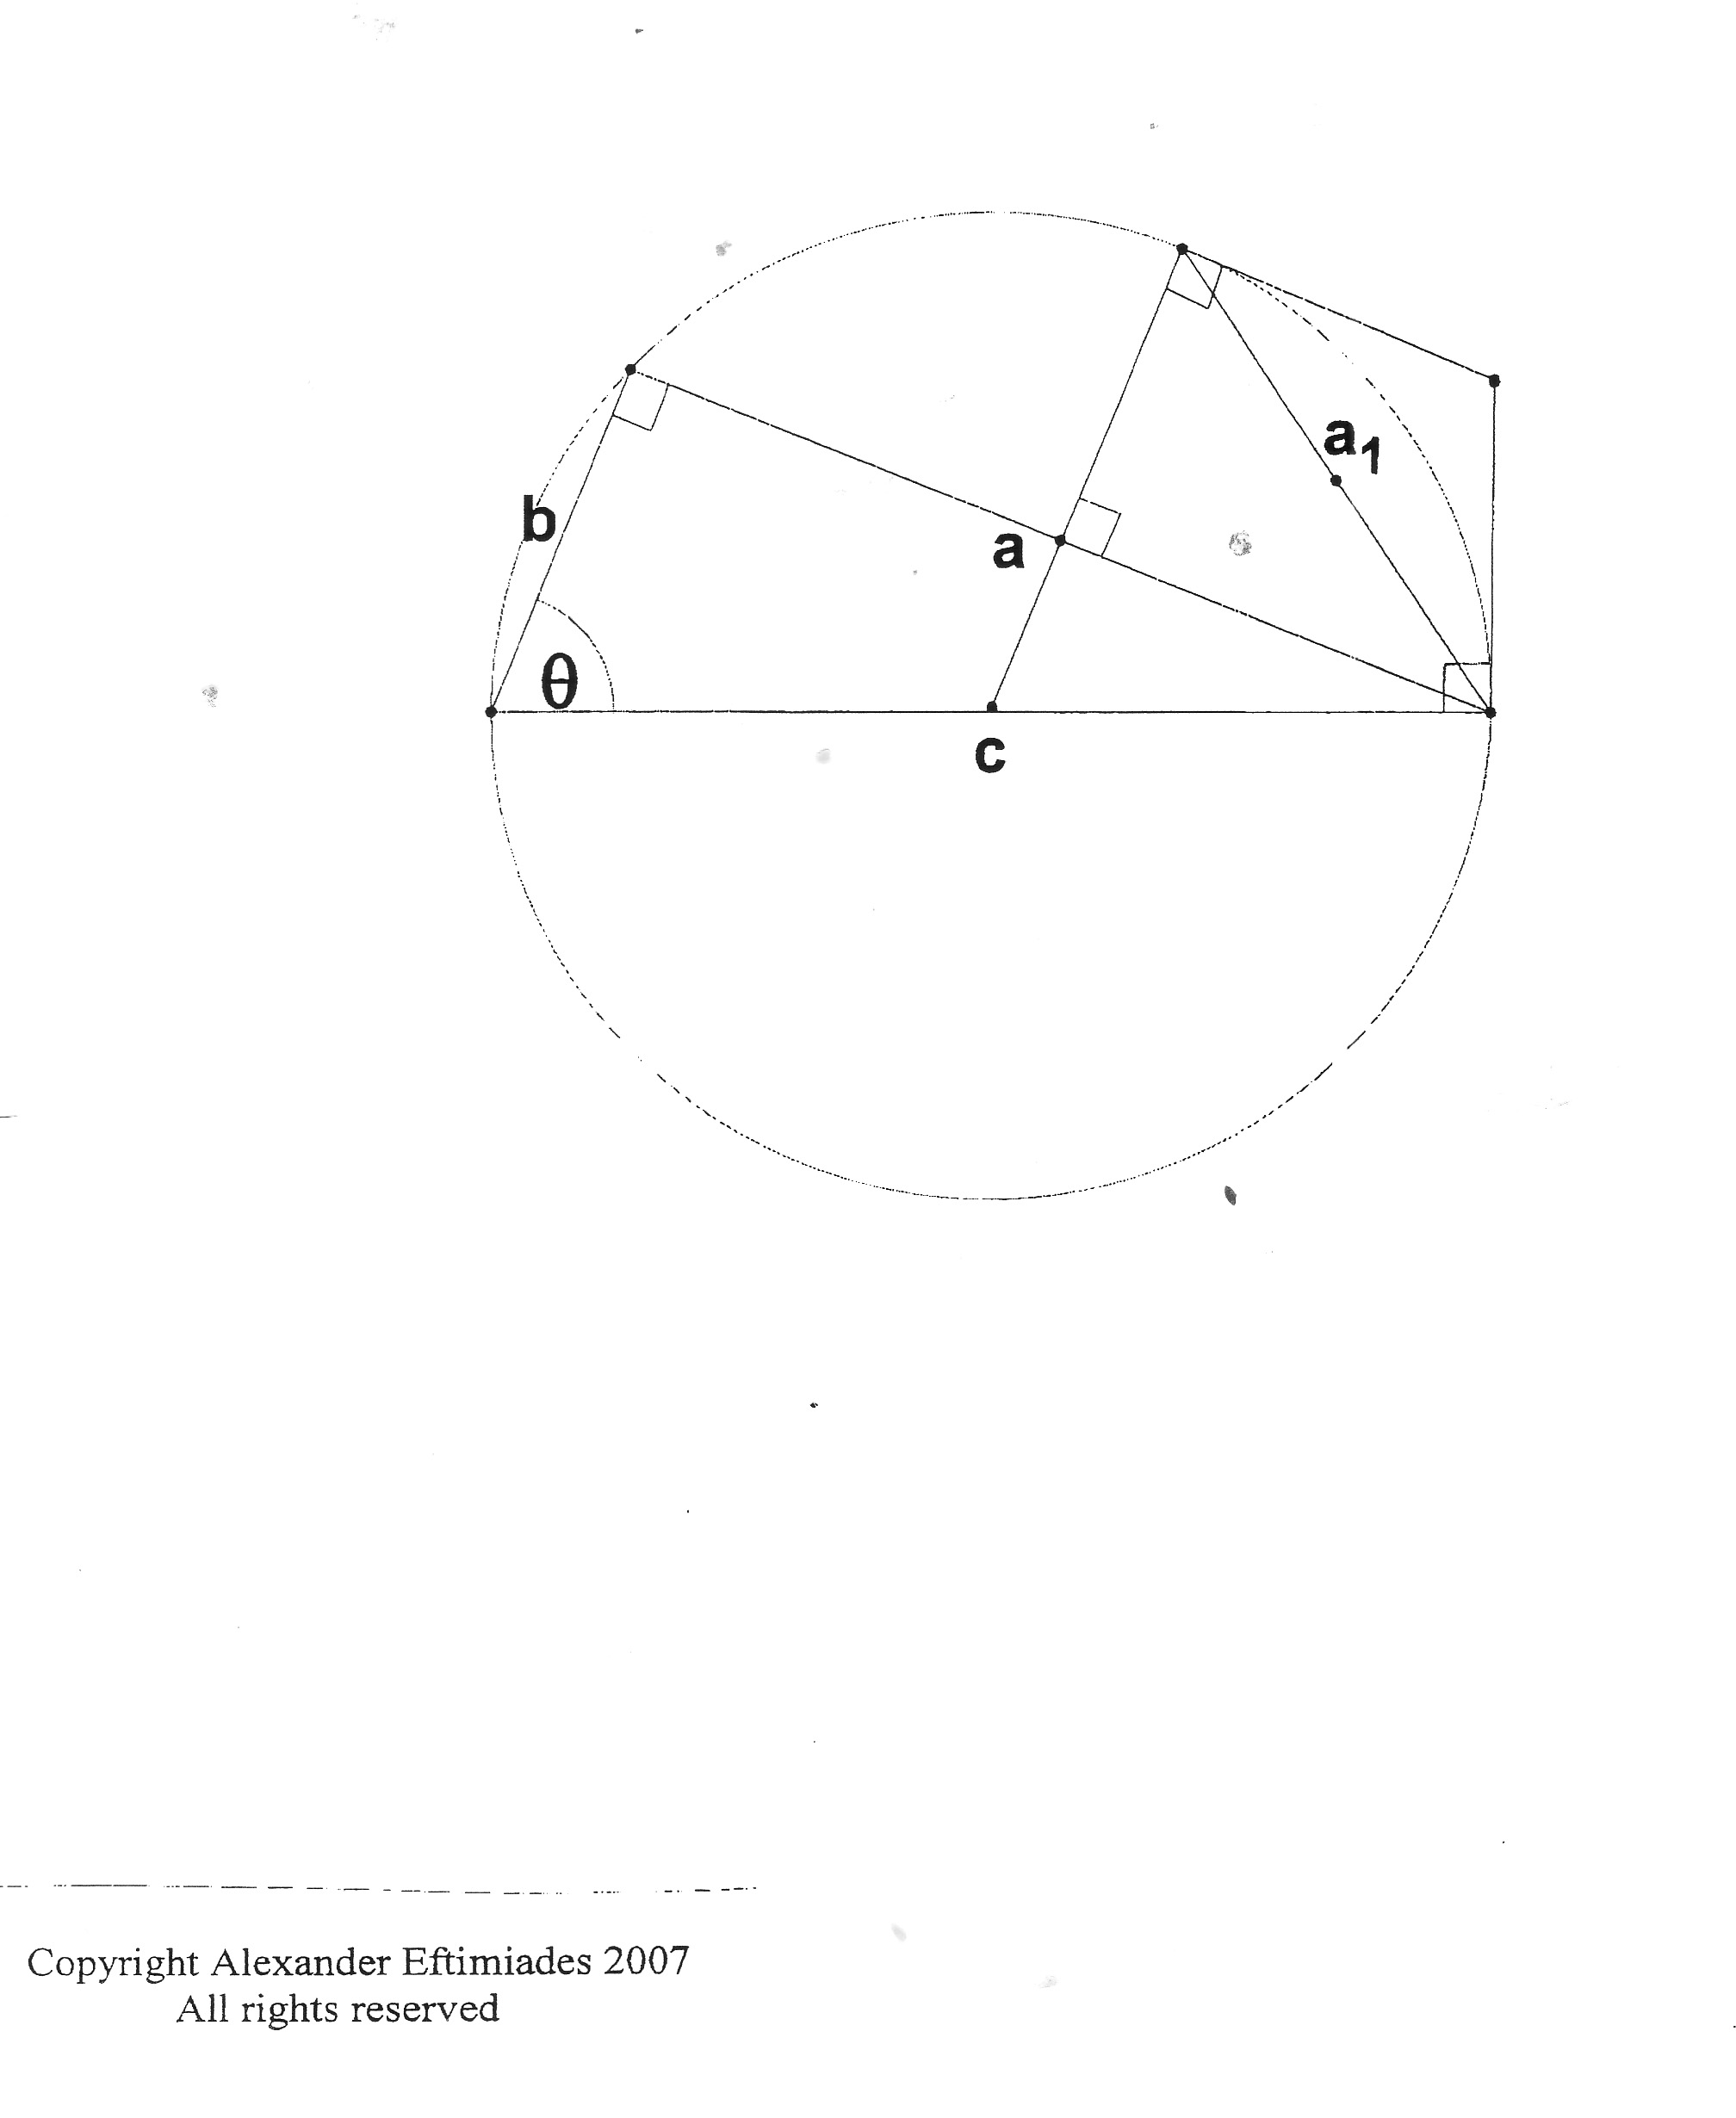 a₁
b
a
θ
c
Copyright Alexander Eftimiades 2007
All rights reserved